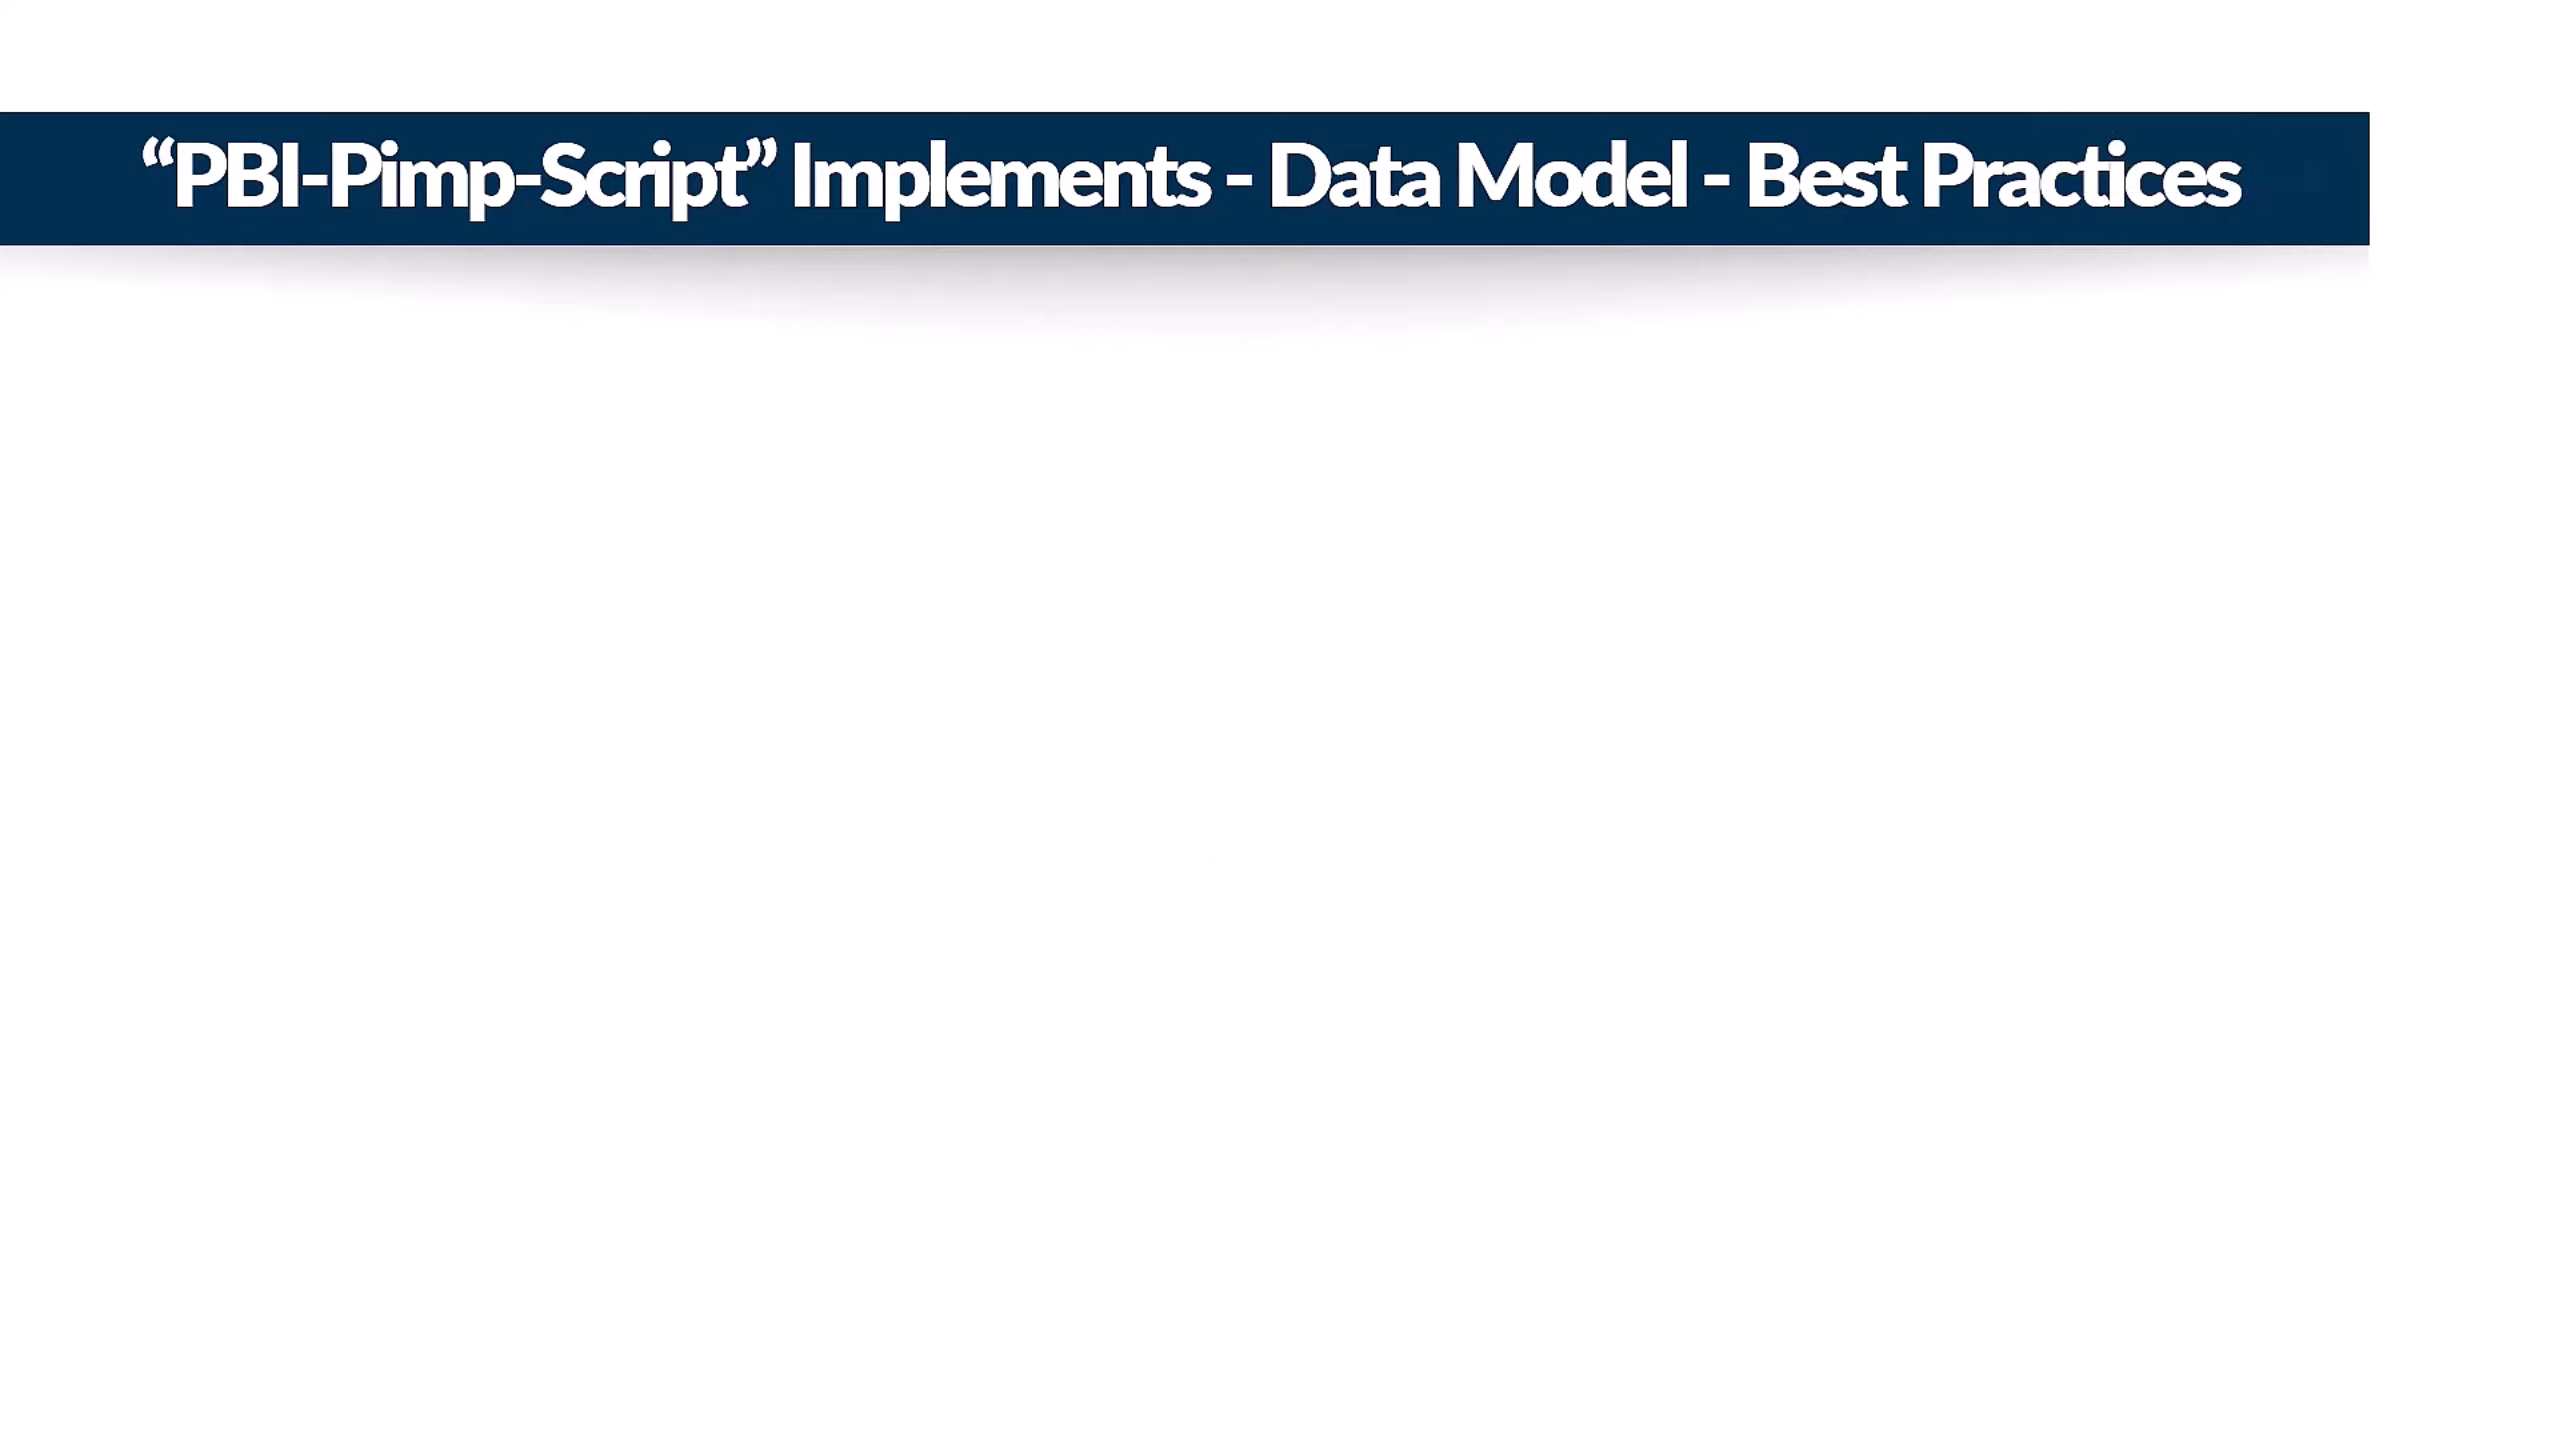 “PBI-Pimp-Script” Implements - Data Model - Best Practices